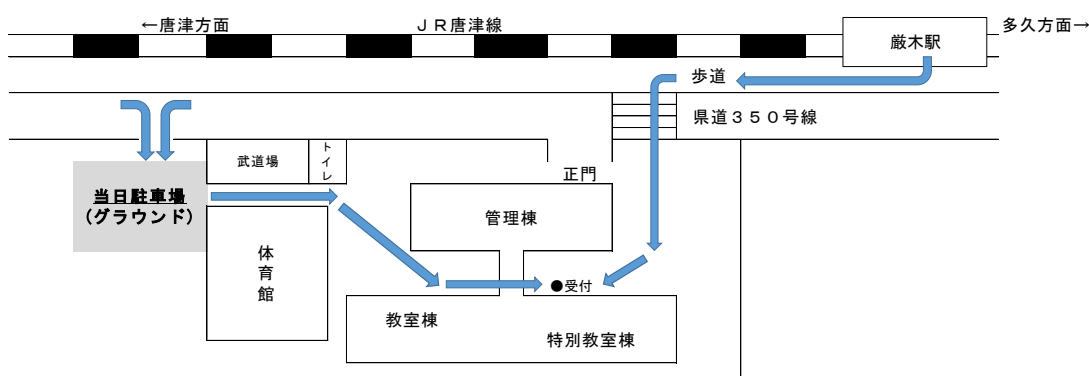 ←唐津方面
ＪＲ唐津線
多久方面→
厳木駅
歩道
県道３５０号線
武道場
トイレ
正門
当日駐車場
（グラウンド）
管理棟
体育館
●受付
教室棟
特別教室棟